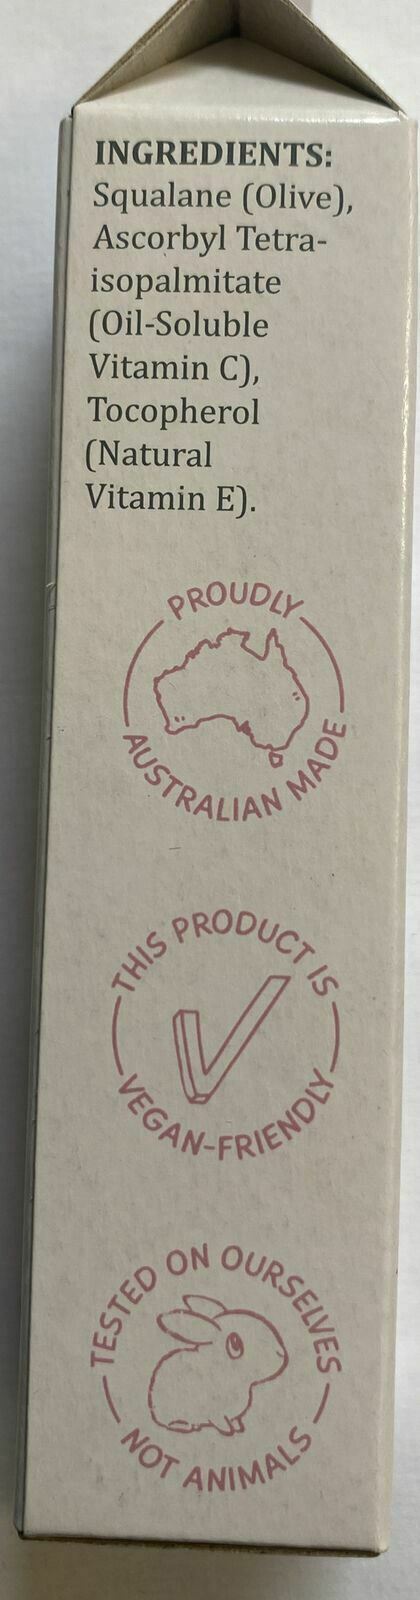 INGREDIENTS:
Squalane (Olive),
Ascorbyl Tetra-
isopalmitate
(Oil-Soluble
Vitamin C),
Tocopherol
(Natural
Vitamin E).
PROUDLY
AUSTRALIAN MADE
THIS PRODUCT IS
VEGAN-FRIENDLY
TESTED ON OURSELVES
NOT ANIMALS